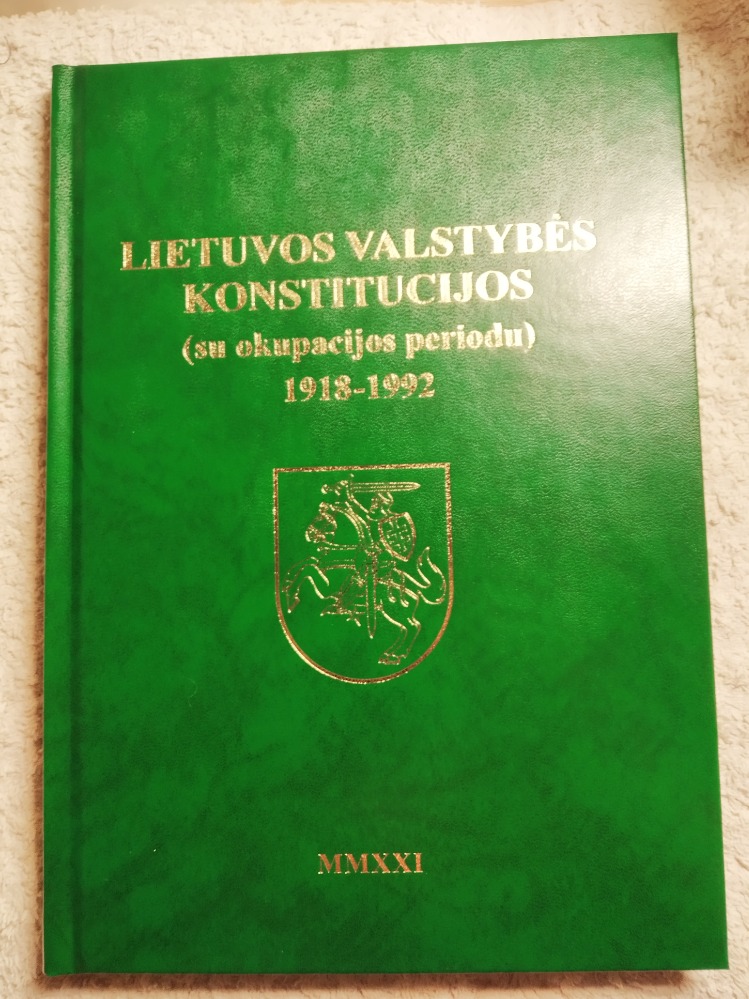 LIETUVOS VALSTYBĖS
KONSTITUCIJOS
(su okupacijos periodu)
1918-1992
MMXXI